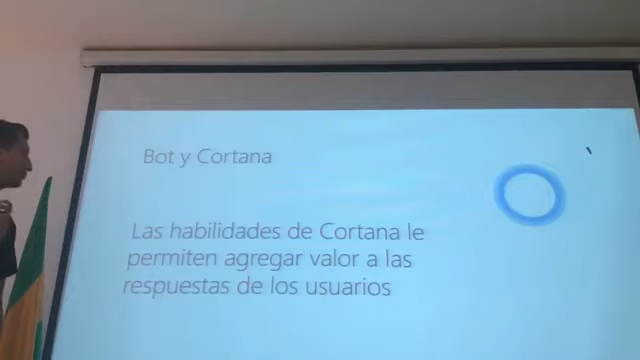 Bot y Cortana
Las habilidades de Cortana le
permiten agregar valor a las
respuestas de los usuarios